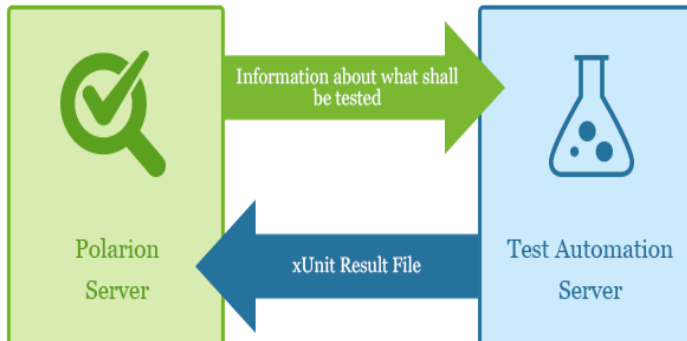 Information about what shall
be tested
Polarion
Server
xUnit Result File
Test Automation
Server